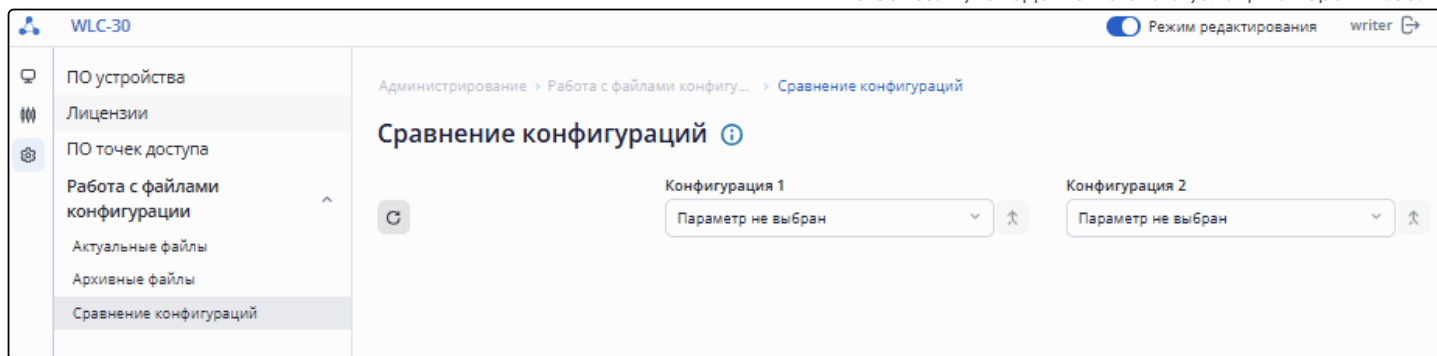 WLC-30
Режим редактирования
writer
ПО устройства
Лицензии
ПО точек доступа
Работа с файлами
конфигурации
Актуальные файлы
Архивные файлы
Сравнение конфигураций
Администрирование > Работа с файлами конфигу... > Сравнение конфигураций
Сравнение конфигураций
Конфигурация 1
Параметр не выбран
Конфигурация 2
Параметр не выбран